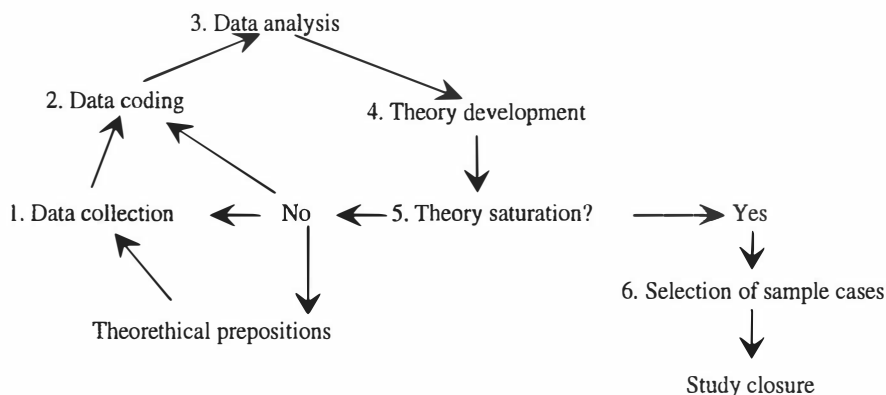 3. Data analysis
2. Data coding
4. Theory development
1. Data collection
No
5. Theory saturation?
Yes
6. Selection of sample cases
Theorethical prepositions
Study closure